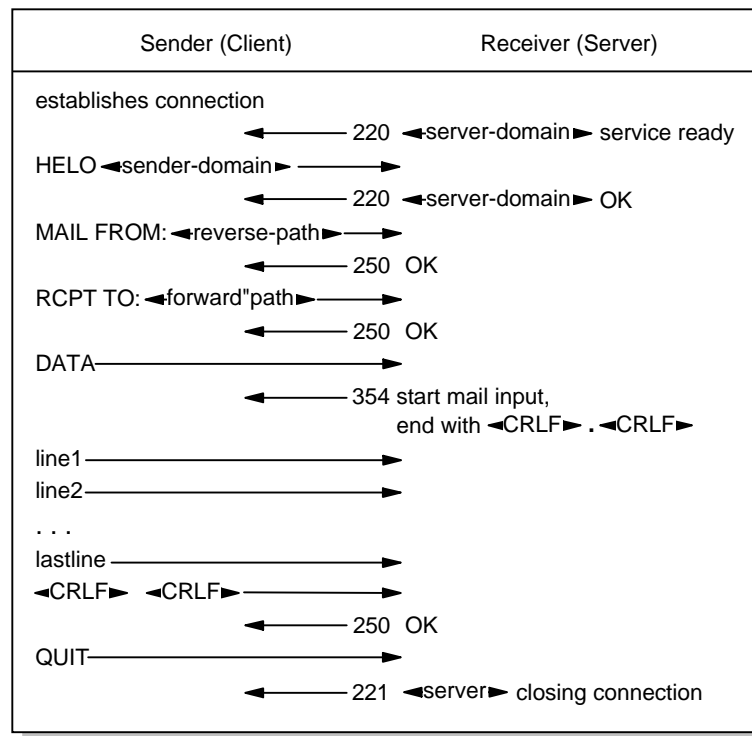 Sender (Client) Receiver (Server)
establishes connection
220 ◄server-domain► service ready
HELO ◄sender-domain►
220 ◄server-domain► OK
MAIL FROM: ◄reverse-path►
250 OK
RCPT TO: ◄forward"path►
250 OK
DATA
354 start mail input,
end with ◄CRLF► . ◄CRLF►
line1
line2
. . .
lastline
◄CRLF► ◄CRLF►
250 OK
QUIT
221 ◄server► closing connection